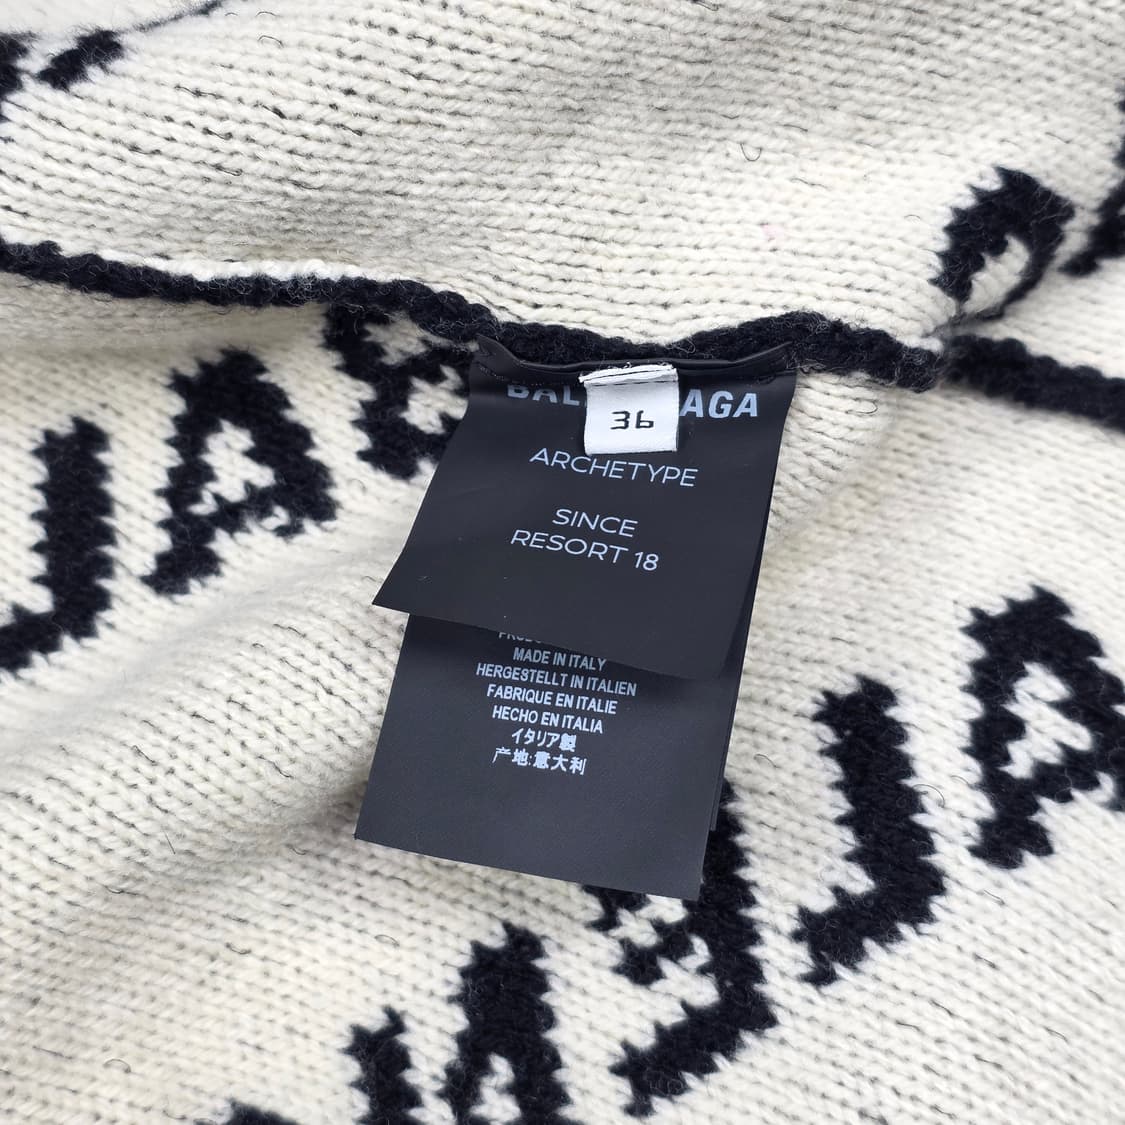 36
ARCHETYPE
SINCE
RESORT 18
MADE IN ITALY
HERGESTELLT IN ITALIEN
FABRIQUE EN ITALIE
HECHO EN ITALIA
イタリア製
产地:意大利